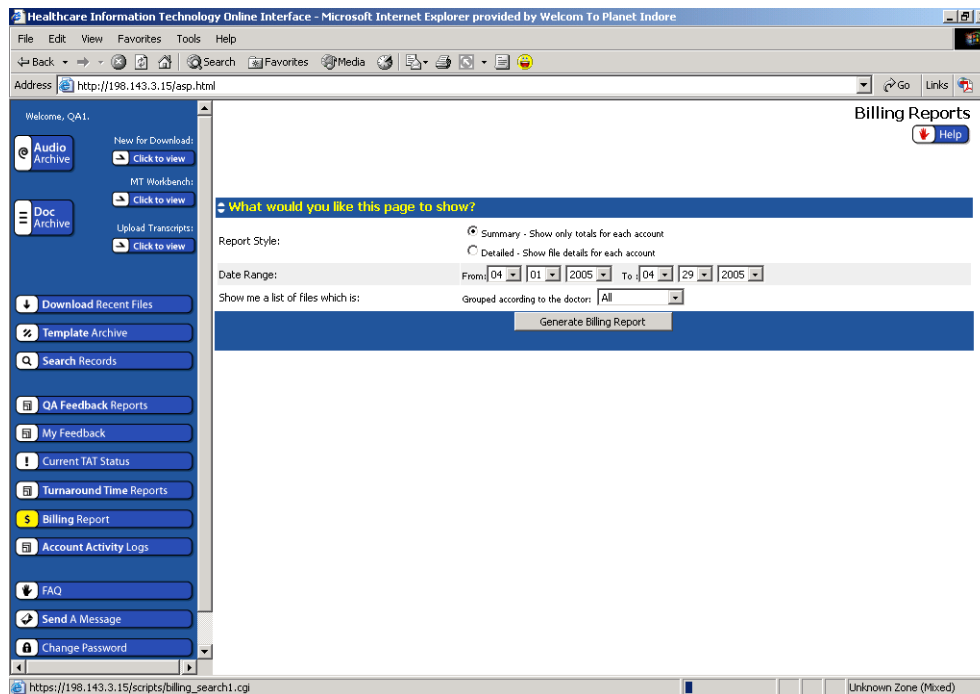 Healthcare Information Technology Online Interface - Microsoft Internet Explorer provided by Welcom To Planet Indore
File Edit View Favorites Tools Help
Back Search Favorites Media
Address http://198.143.3.15/asp.html Go Links
Welcome, QA1.
Audio Archive
New for Download:
Click to view
MT Workbench:
Click to view
Doc Archive
Upload Transcripts:
Click to view
Download Recent Files
Template Archive
Search Records
QA Feedback Reports
My Feedback
Current TAT Status
Turnaround Time Reports
$ Billing Report
Account Activity Logs
FAQ
Send A Message
Change Password
Billing Reports
Help
What would you like this page to show?
Report Style:
Summary - Show only totals for each account
Detailed - Show file details for each account
Date Range: From: 04 01 2005 To : 04 29 2005
Show me a list of files which is: Grouped according to the doctor: All
Generate Billing Report
https://198.143.3.15/scripts/billing_search1.cgi Unknown Zone (Mixed)